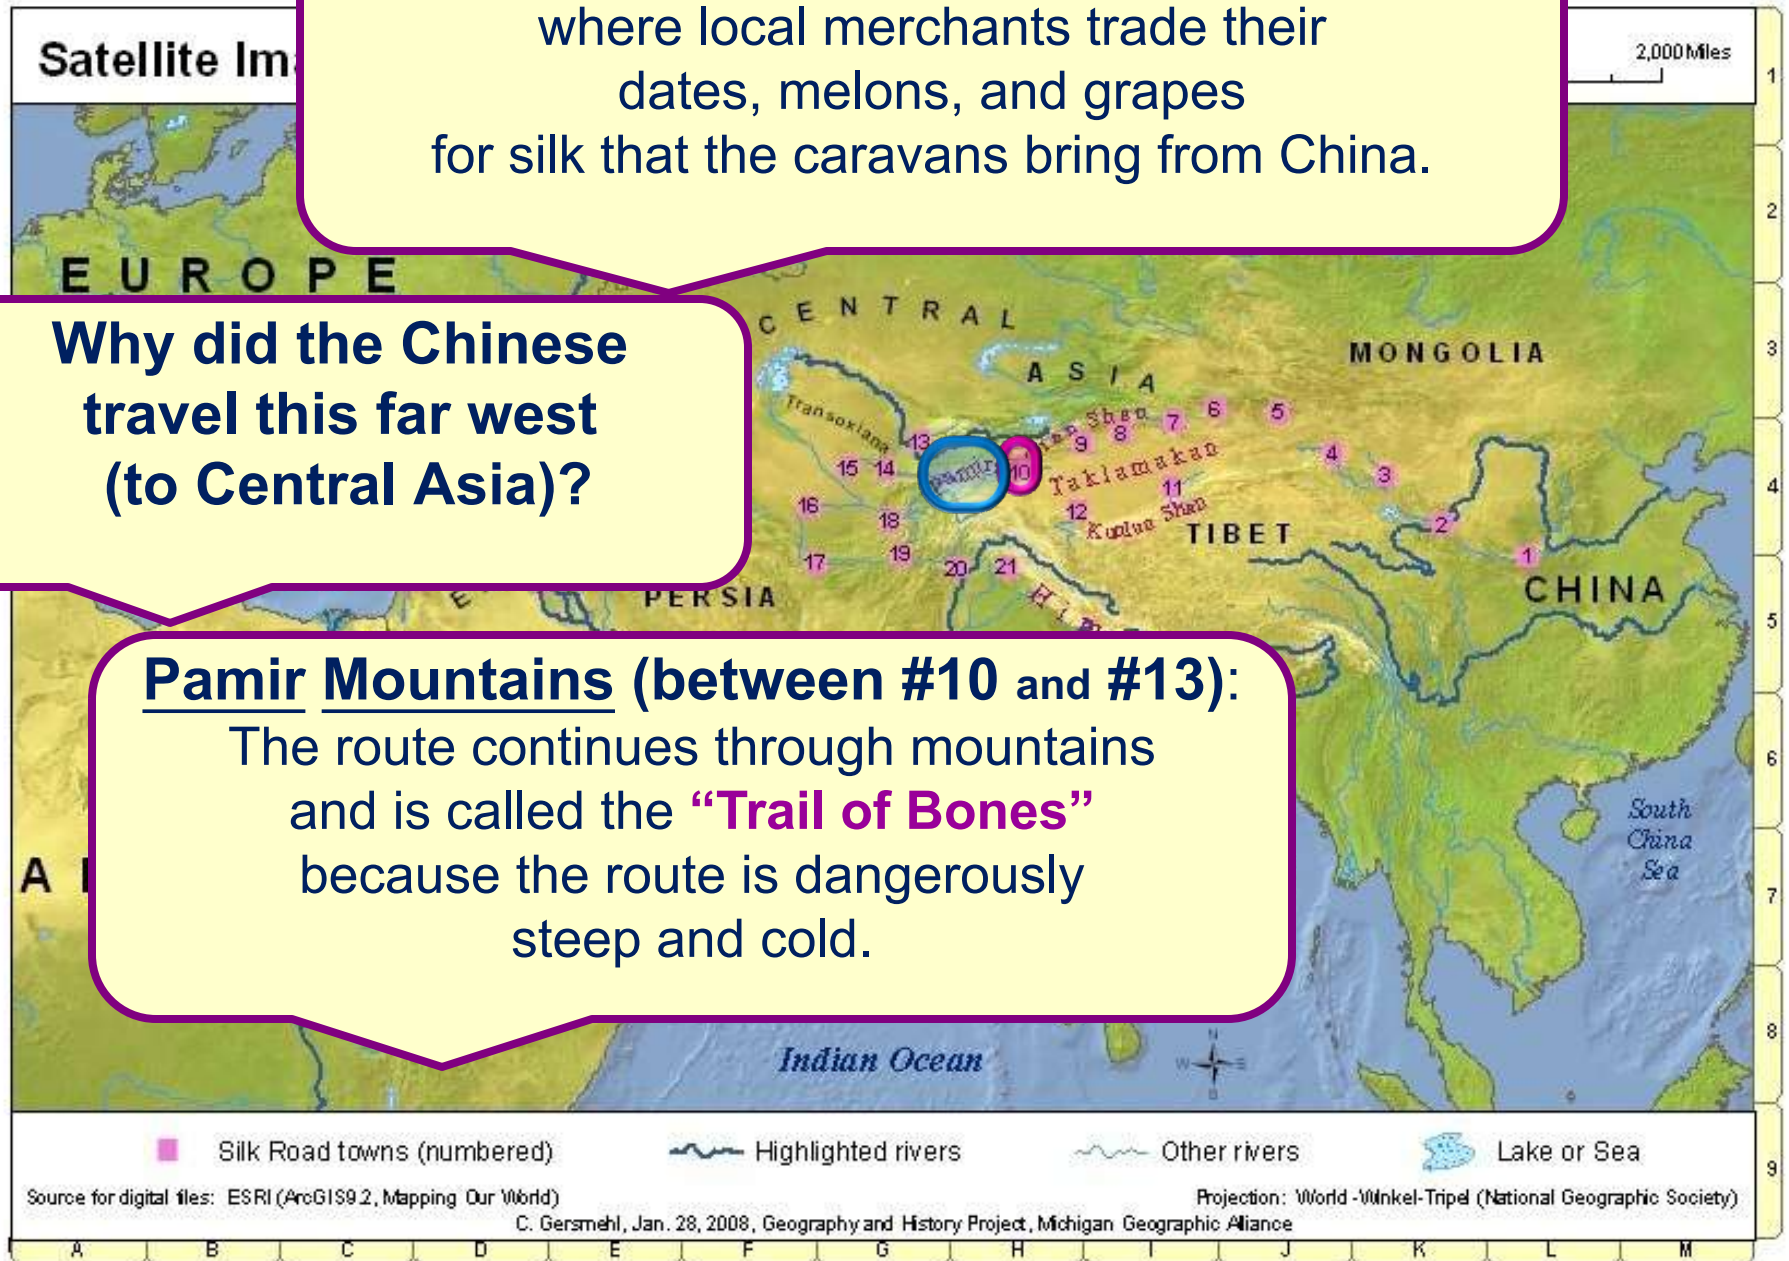 where local merchants trade their
dates, melons, and grapes
for silk that the caravans bring from China.
Satellite Im
2,000 Miles
EUROPE
Why did the Chinese
travel this far west
(to Central Asia)?
CENTRAL
ASIA
MONGOLIA
Transoxiana
Shan
Pamir
Taklamakan
Kunlun Shan
TIBET
CHINA
PERSIA
13
15
14
10
9
8
7
6
5
4
3
11
12
2
1
16
18
17
19
20
21
Pamir Mountains (between #10 and #13):
The route continues through mountains
and is called the “Trail of Bones”
because the route is dangerously
steep and cold.
South
China
Sea
Indian Ocean
N
W
E
Silk Road towns (numbered)
Highlighted rivers
Other rivers
Lake or Sea
Source for digital tiles: ESRI (ArcGIS9.2, Mapping Our World)
Projection: World -Winkel-Tripel (National Geographic Society)
C. Gersmehl, Jan. 28, 2008, Geography and History Project, Michigan Geographic Alliance
A B C D E F G H I J K L M
1
2
3
4
5
6
7
8
9